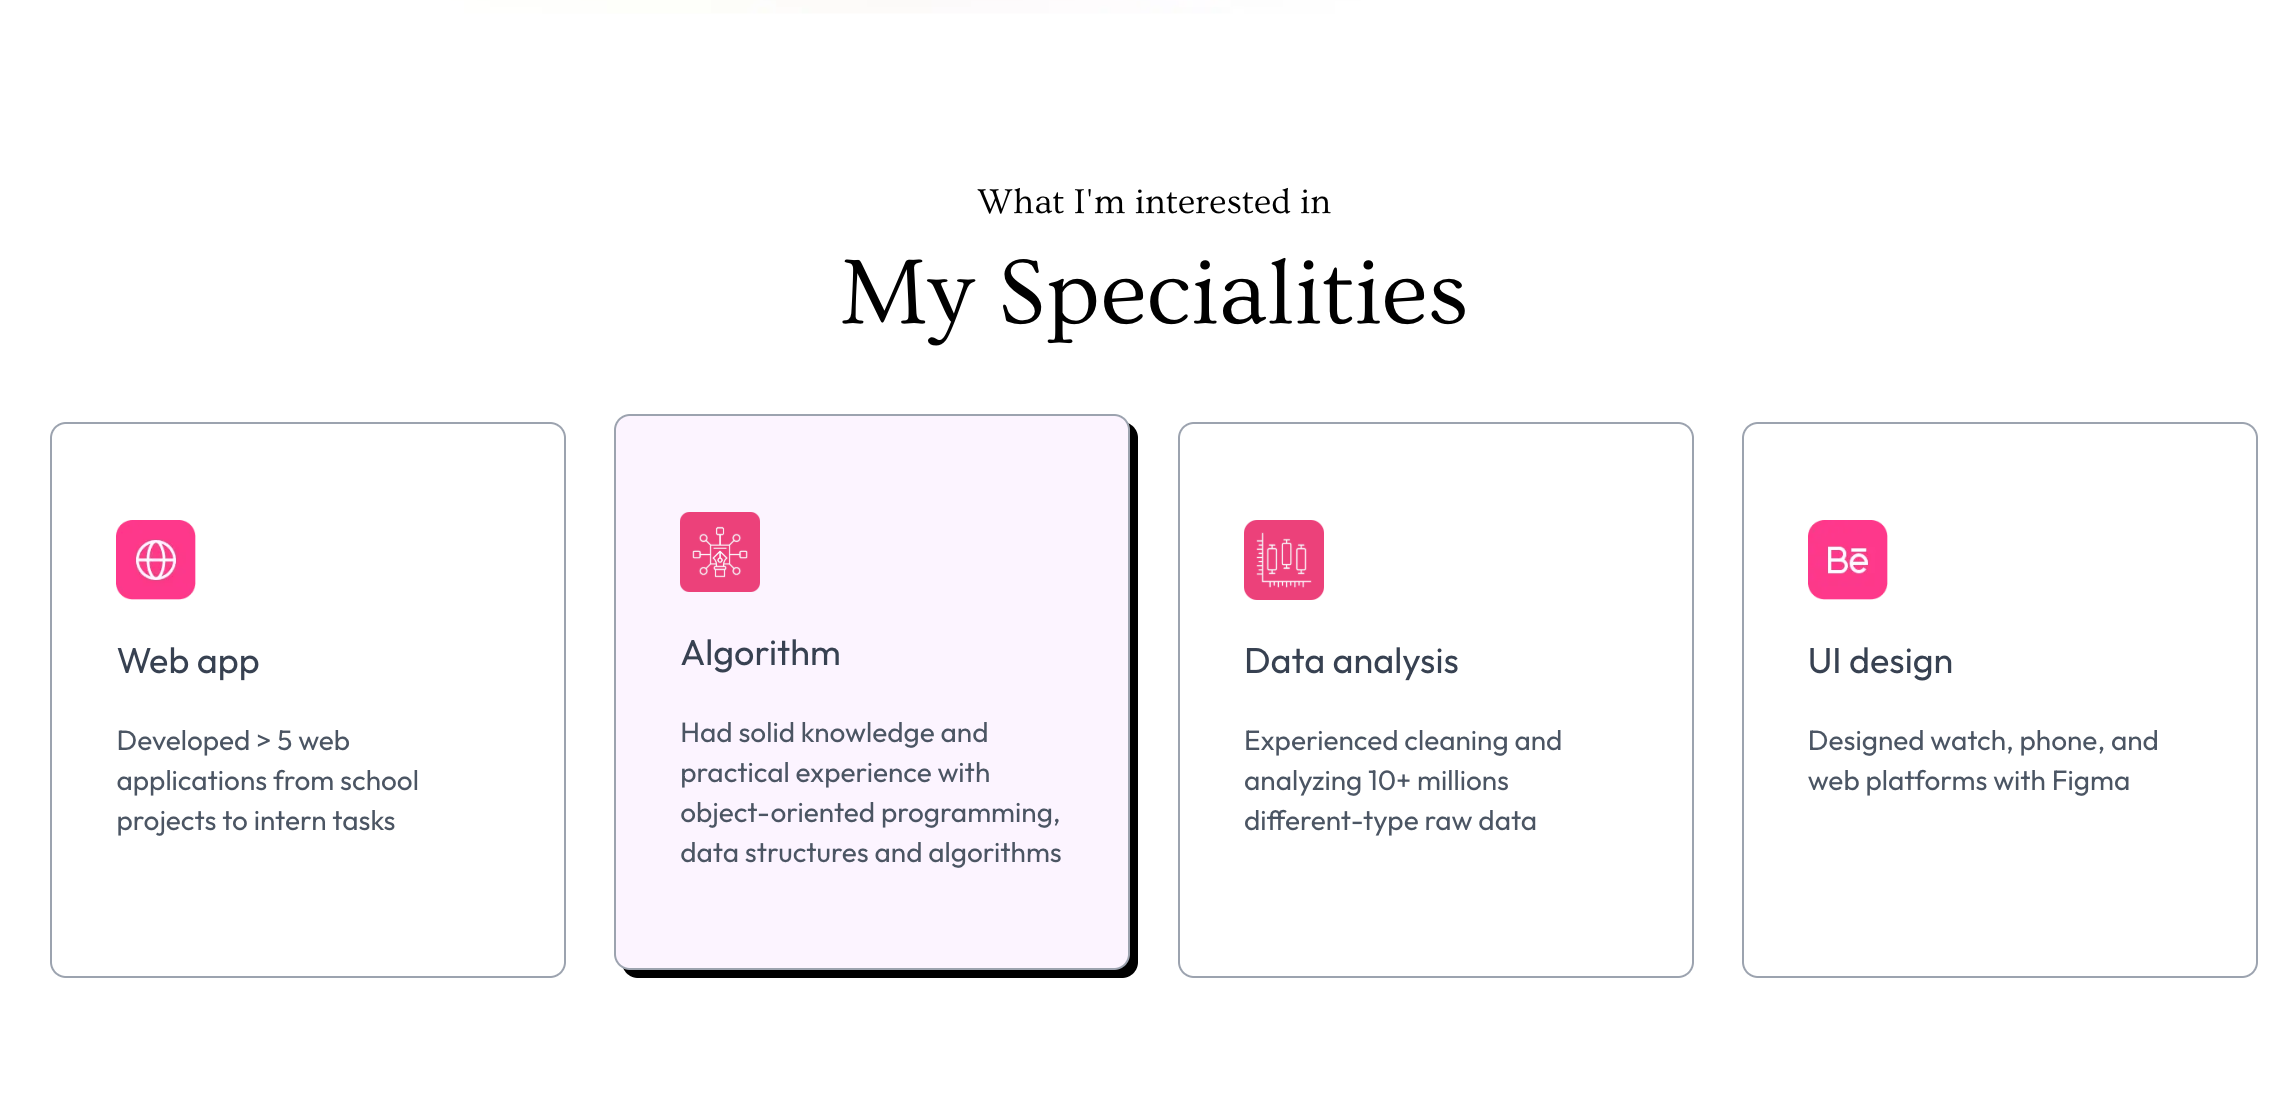 What I'm interested in
My Specialities
Web app
Developed > 5 web
applications from school
projects to intern tasks
Algorithm
Had solid knowledge and
practical experience with
object-oriented programming,
data structures and algorithms
Data analysis
Experienced cleaning and
analyzing 10+ millions
different-type raw data
Bē
UI design
Designed watch, phone, and
web platforms with Figma